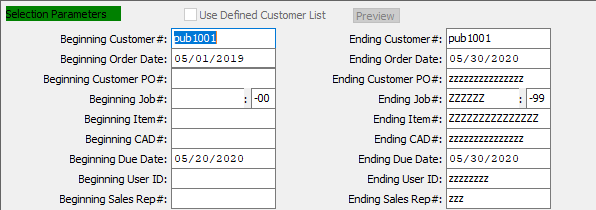 Selection Parameters Use Defined Customer List Preview
Beginning Customer#: pub1001 Ending Customer#: pub1001
Beginning Order Date: 05/01/2019 Ending Order Date: 05/30/2020
Beginning Customer PO#: Ending Customer PO#: zzzzzzzzzzzzzzz
Beginning Job#: : -00 Ending Job#: ZZZZZZ : -99
Beginning Item#: Ending Item#: ZZZZZZZZZZZZZZZ
Beginning CAD#: Ending CAD#: zzzzzzzzzzzzzzz
Beginning Due Date: 05/20/2020 Ending Due Date: 05/30/2020
Beginning User ID: Ending User ID: zzzzzzzz
Beginning Sales Rep#: Ending Sales Rep#: zzz